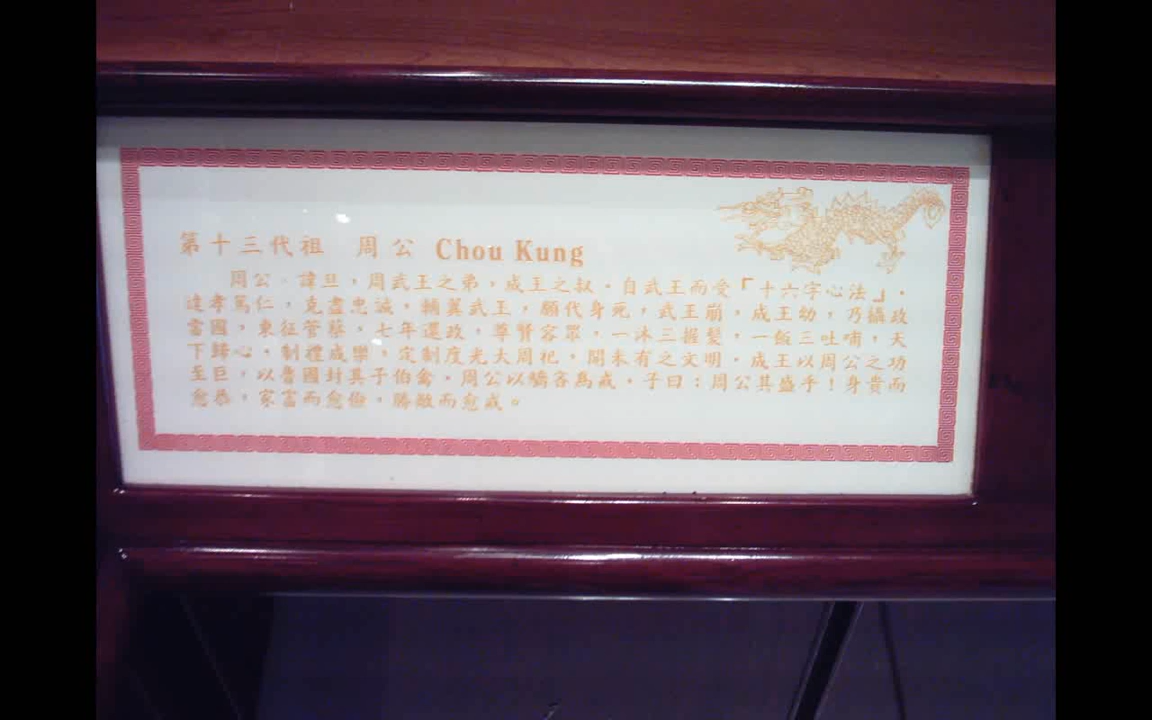 第十三代祖 周公 Chou Kung
周公，諱旦，周武王之弟，成王之叔。自武王而受「十六字心法」。
達孝篤仁，克盡忠誠，輔翼武王，願代身死，武王崩，成王幼，乃攝政
當國，東征管蔡，七年還政，尊賢容眾，一沐三握髮，一飯三吐哺，天
下歸心，制禮成樂，定制度光大周祀，開未有之文明。成王以周公之功
至巨，以魯國封其子伯禽。周公以驕吝為戒。子曰：周公其盛乎！身貴而
愈恭，家富而愈儉，勝敵而愈戒。